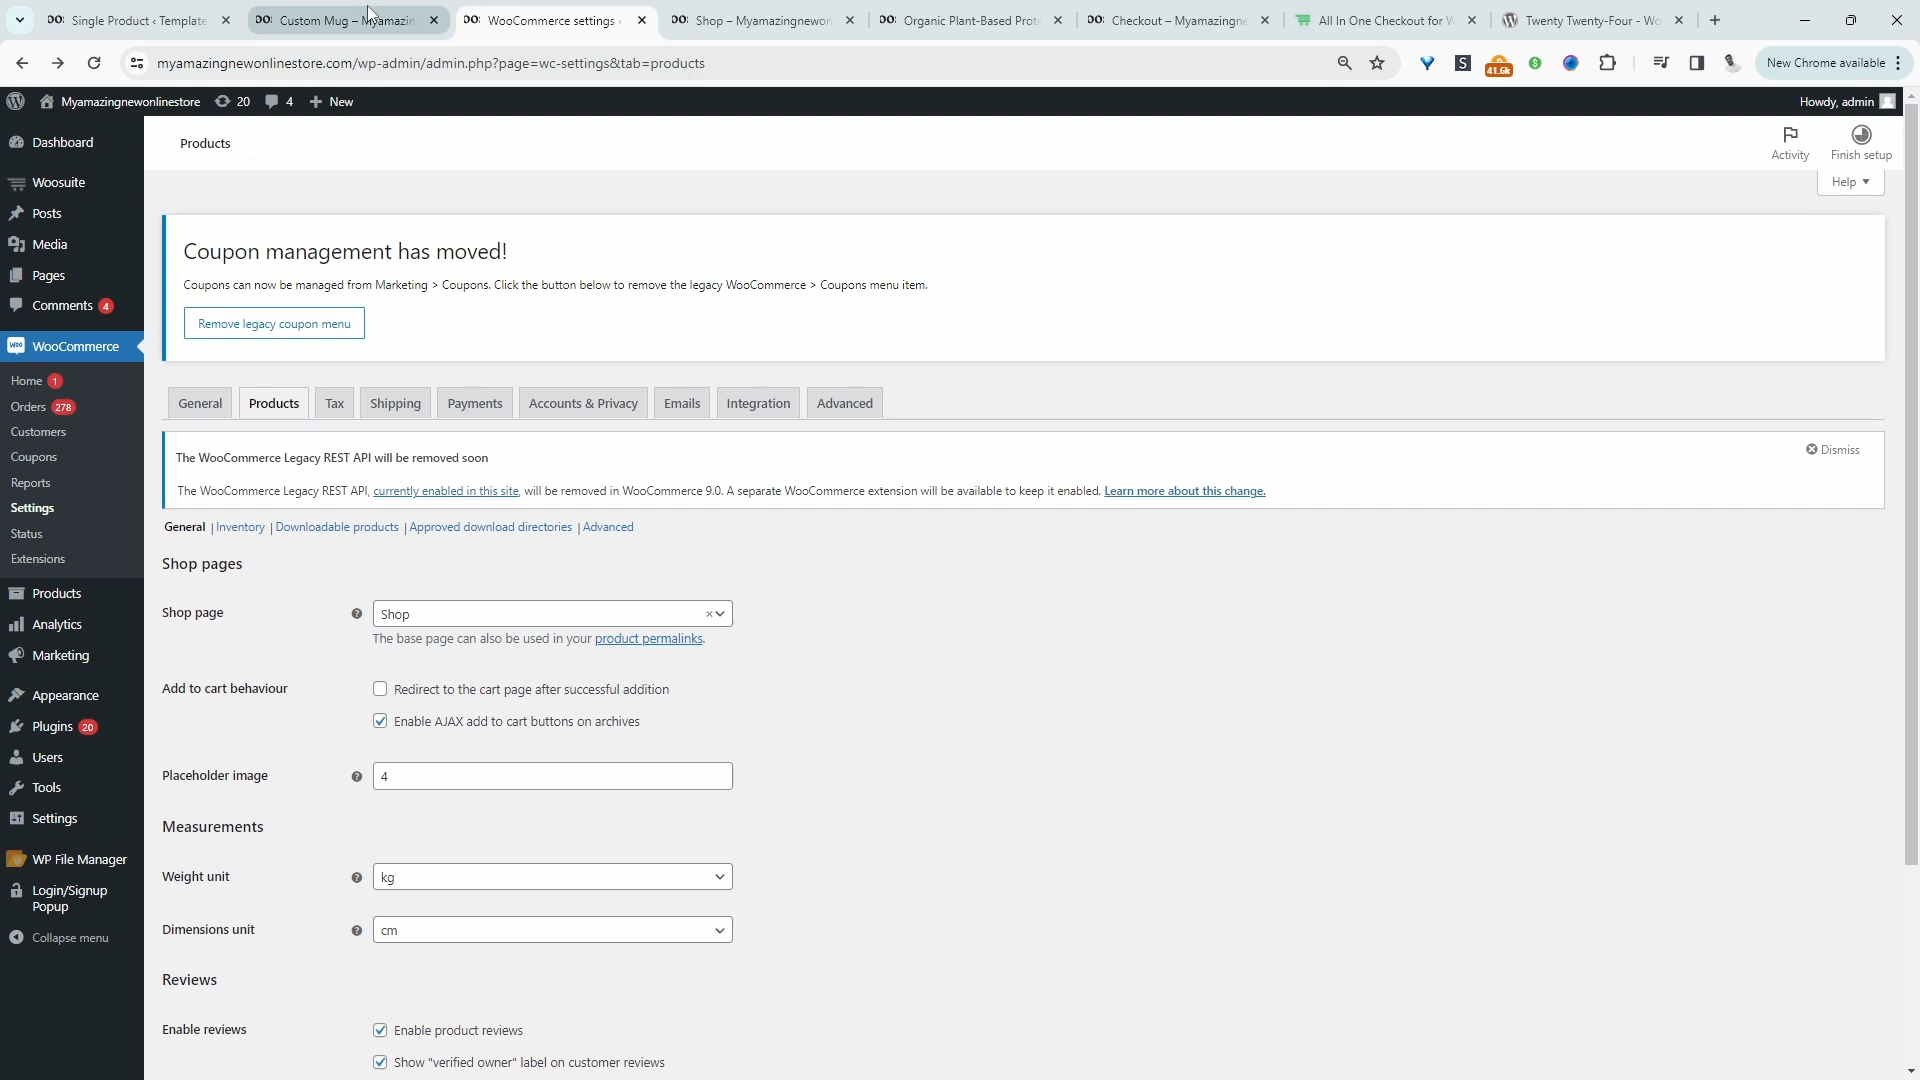 Single Product ‹ Template
Custom Mug – Myamazin
WooCommerce settings ‹
Shop – Myamazingnewon
Organic Plant-Based Prot
Checkout – Myamazingne
All In One Checkout for W
Twenty Twenty-Four - Wo
myamazingnewonlinestore.com/wp-admin/admin.php?page=wc-settings&tab=products
S
41.6k
New Chrome available
Myamazingnewonlinestore
20
4
New
Howdy, admin
Dashboard
Woosuite
Posts
Media
Pages
Comments 4
WooCommerce
Home 1
Orders 278
Customers
Coupons
Reports
Settings
Status
Extensions
Products
Analytics
Marketing
Appearance
Plugins 20
Users
Tools
Settings
WP File Manager
Login/Signup
Popup
Collapse menu
Products
Activity
Finish setup
Help
Coupon management has moved!
Coupons can now be managed from Marketing > Coupons. Click the button below to remove the legacy WooCommerce > Coupons menu item.
Remove legacy coupon menu
General
Products
Tax
Shipping
Payments
Accounts & Privacy
Emails
Integration
Advanced
The WooCommerce Legacy REST API will be removed soon
Dismiss
The WooCommerce Legacy REST API, currently enabled in this site, will be removed in WooCommerce 9.0. A separate WooCommerce extension will be available to keep it enabled. Learn more about this change.
General | Inventory | Downloadable products | Approved download directories | Advanced
Shop pages
Shop page
Shop
The base page can also be used in your product permalinks.
Add to cart behaviour
Redirect to the cart page after successful addition
Enable AJAX add to cart buttons on archives
Placeholder image
4
Measurements
Weight unit
kg
Dimensions unit
cm
Reviews
Enable reviews
Enable product reviews
Show "verified owner" label on customer reviews